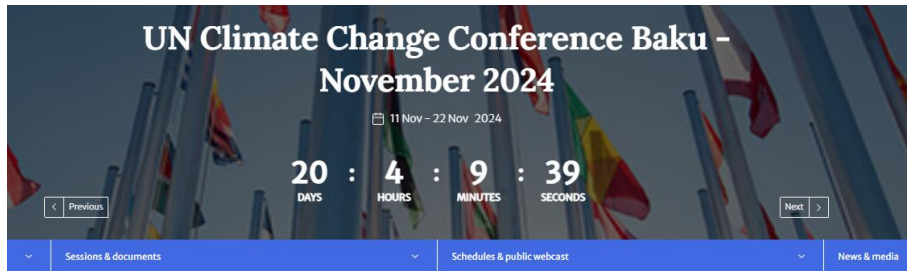 UN Climate Change Conference Baku -
November 2024
11 Nov – 22 Nov 2024
20 : 4 : 9 : 39
DAYS HOURS MINUTES SECONDS
< Previous
Next >
Sessions & documents
Schedules & public webcast
News & media